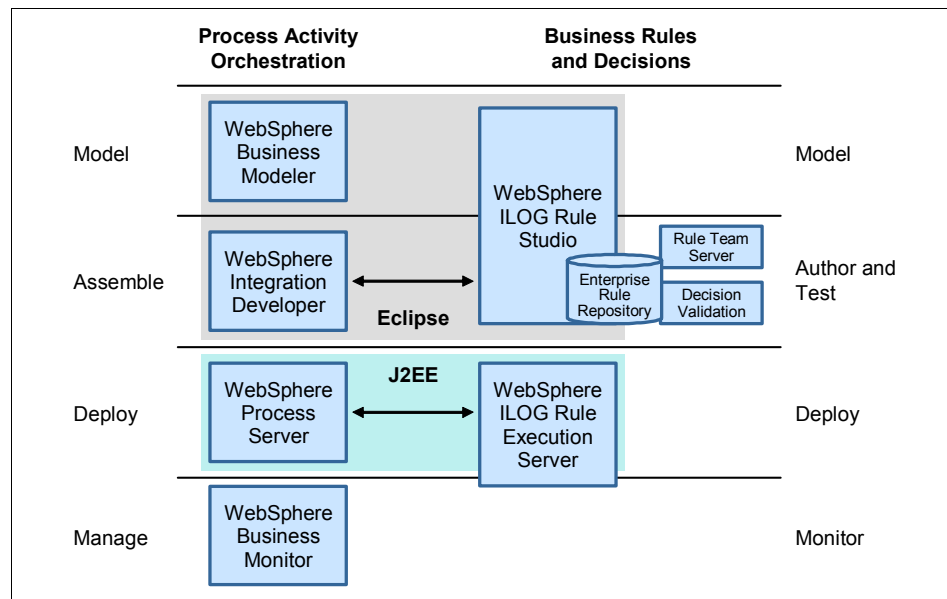 Process Activity
Orchestration
Business Rules
and Decisions
Model
WebSphere
Business
Modeler
WebSphere
ILOG Rule
Studio
Model
Assemble
WebSphere
Integration
Developer
Eclipse
Enterprise
Rule
Repository
Rule Team
Server
Decision
Validation
Author and
Test
Deploy
WebSphere
Process
Server
J2EE
WebSphere
ILOG Rule
Execution
Server
Deploy
Manage
WebSphere
Business
Monitor
Monitor